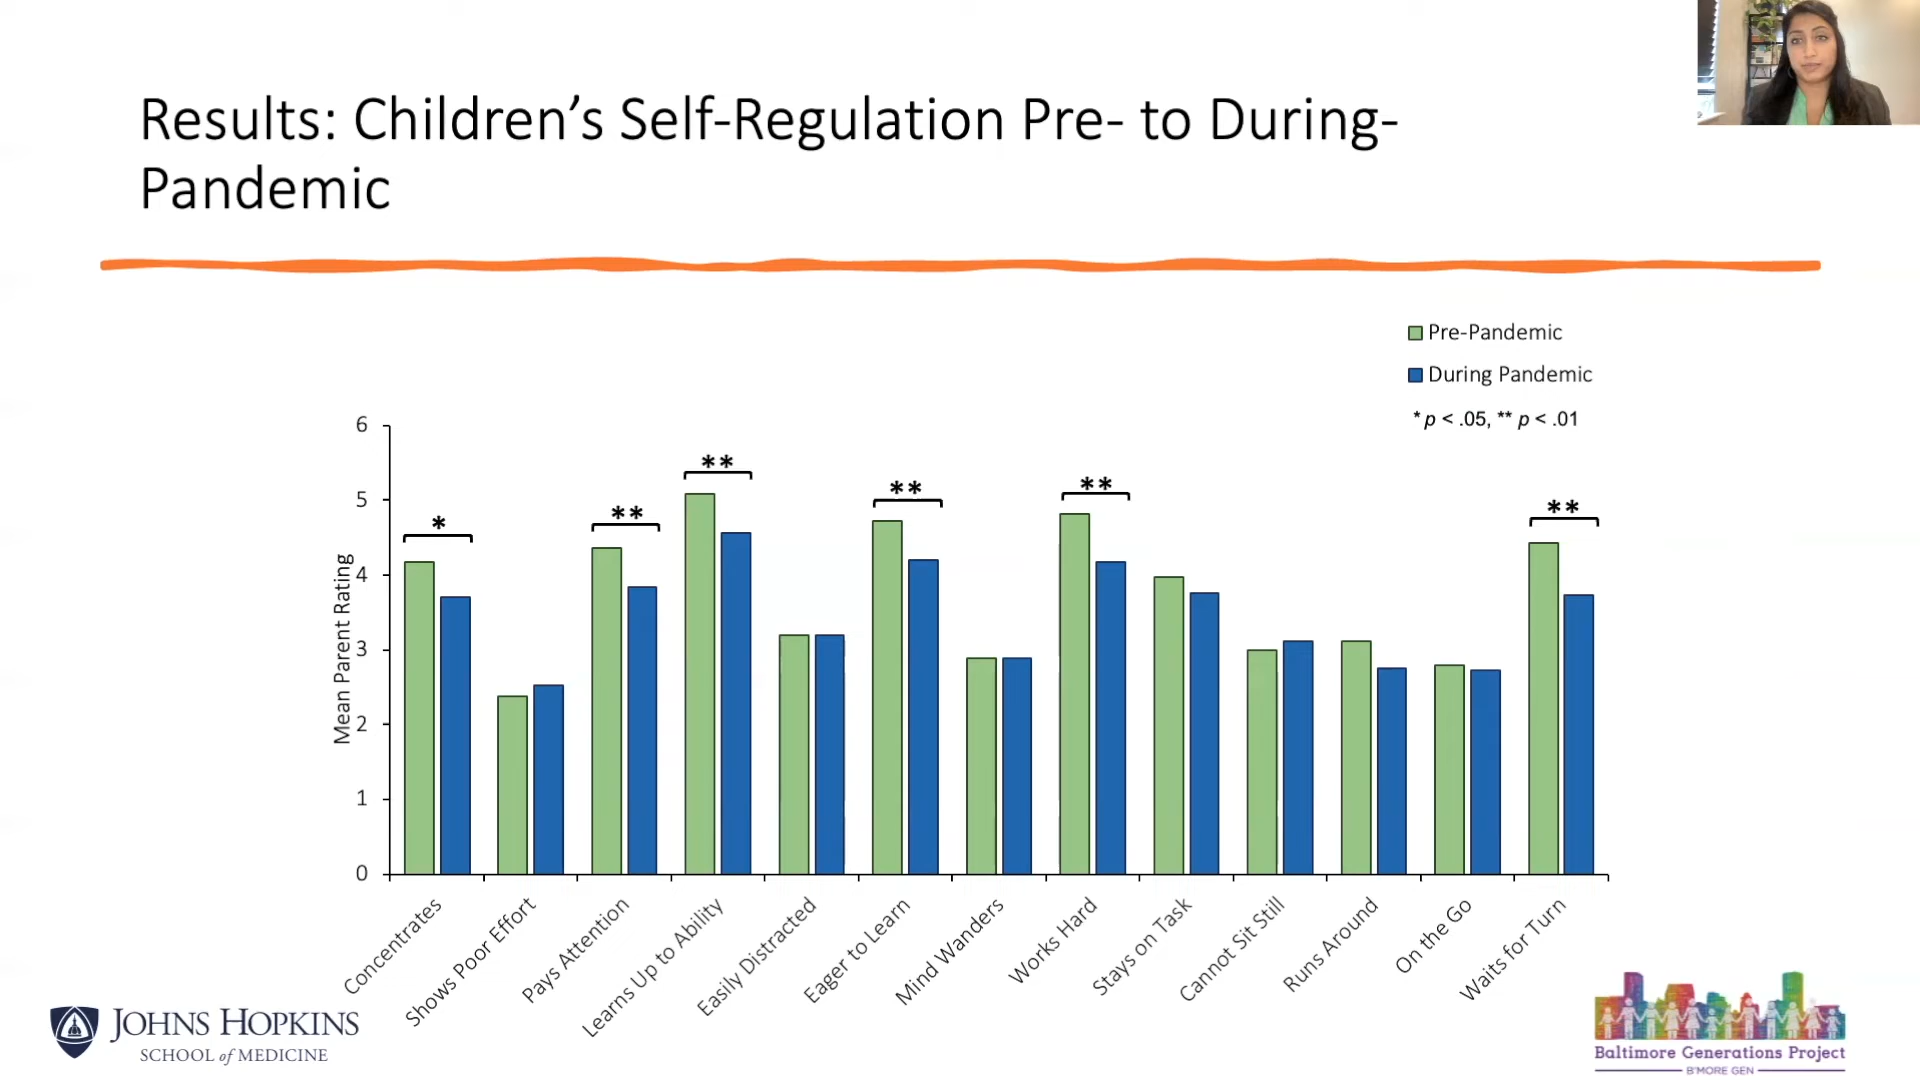 Results: Children's Self-Regulation Pre- to During-
Pandemic
Pre-Pandemic
During Pandemic
* p < .05, ** p < .01
Mean Parent Rating
6
5
4
3
2
1
0
*
**
**
**
**
**
Concentrates
Shows Poor Effort
Pays Attention
Learns Up to Ability
Easily Distracted
Eager to Learn
Mind Wanders
Works Hard
Stays on Task
Cannot Sit Still
Runs Around
On the Go
Waits for Turn
JOHNS HOPKINS
SCHOOL of MEDICINE
Baltimore Generations Project
B'MORE GEN